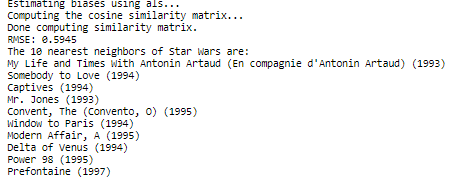 Estimating biases using als...
Computing the cosine similarity matrix...
Done computing similarity matrix.
RMSE: 0.5945
The 10 nearest neighbors of Star Wars are:
My Life and Times With Antonin Artaud (En compagnie d'Antonin Artaud) (1993)
Somebody to Love (1994)
Captives (1994)
Mr. Jones (1993)
Convent, The (Convento, O) (1995)
Window to Paris (1994)
Modern Affair, A (1995)
Delta of Venus (1994)
Power 98 (1995)
Prefontaine (1997)